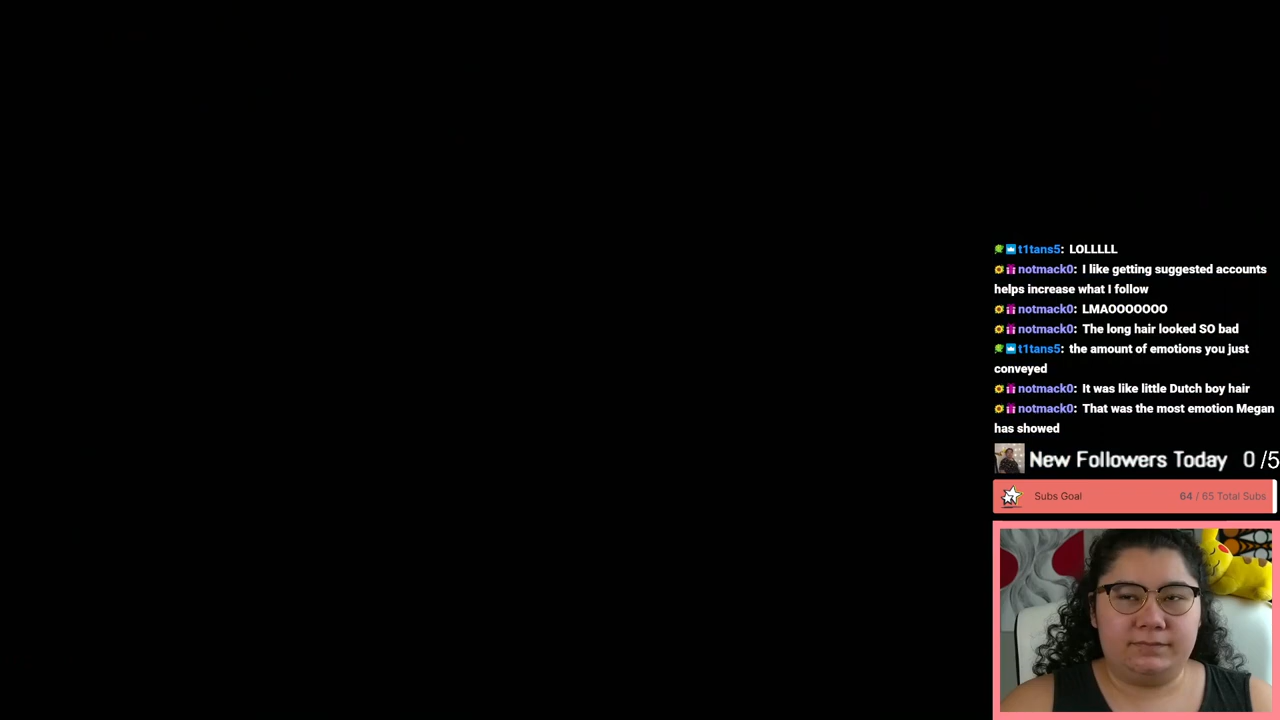 t1tans5: LOLLLLL
notmack0: I like getting suggested accounts
helps increase what I follow
notmack0: LMAOOOOOOO
notmack0: The long hair looked SO bad
t1tans5: the amount of emotions you just
conveyed
notmack0: It was like little Dutch boy hair
notmack0: That was the most emotion Megan
has showed
New Followers Today 0 /5
Subs Goal 64 / 65 Total Subs